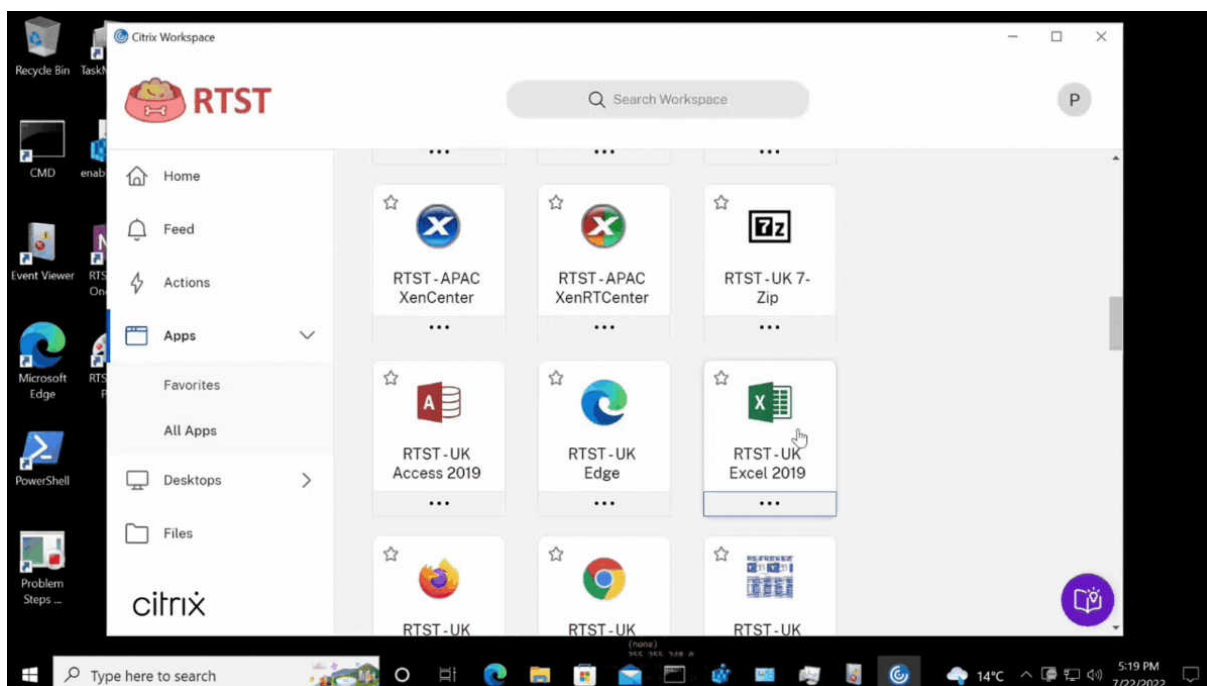 Citrix Workspace
Recycle Bin
RTST
Search Workspace
P
CMD
Home
Feed
Actions
Apps
Favorites
All Apps
Desktops
Files
citrix
Event Viewer
Microsoft
Edge
PowerShell
Problem
Steps ...
X
X
7z
RTST-APAC
XenCenter
RTST-APAC
XenRTCenter
RTST-UK 7-
Zip
A
X
RTST-UK
Access 2019
RTST-UK
Edge
RTST-UK
Excel 2019
RTST-UK
RTST-UK
RTST-UK
(none)
Type here to search
14°C
5:19 PM
7/22/2022